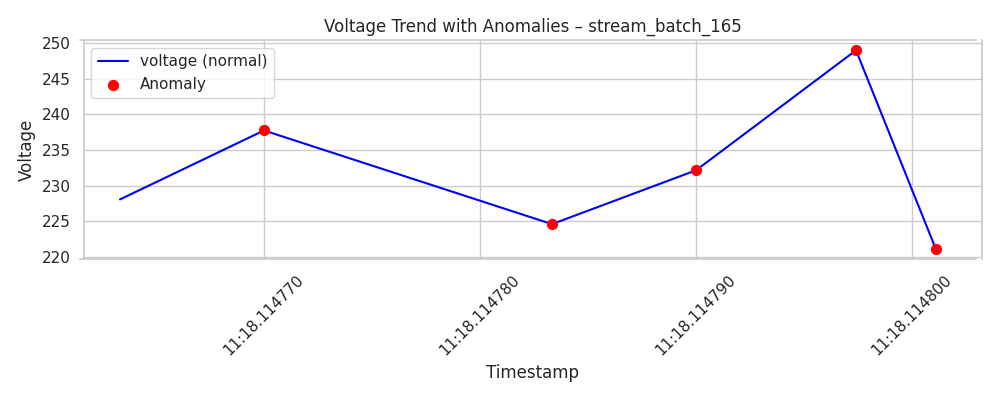 Voltage Trend with Anomalies – stream_batch_165
voltage (normal)
Anomaly
Voltage
250
245
240
235
230
225
220
11:18.114770
11:18.114780
11:18.114790
11:18.114800
Timestamp